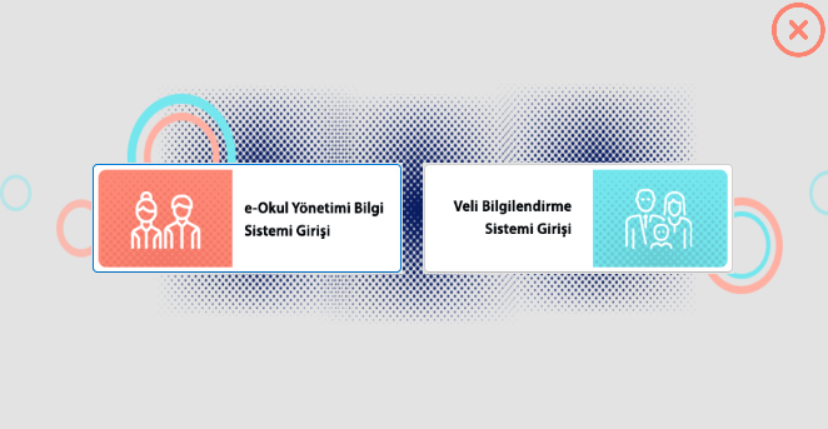 e-Okul Yönetimi Bilgi
Sistemi Girişi
Veli Bilgilendirme
Sistemi Girişi